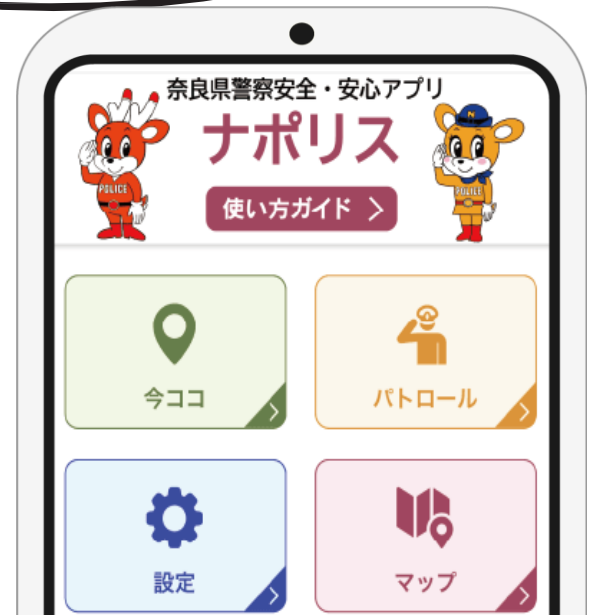 奈良県警察安全・安心アプリ
ナポリス
POLICE
N
POLICE
使い方ガイド
今ココ
パトロール
設定
マップ